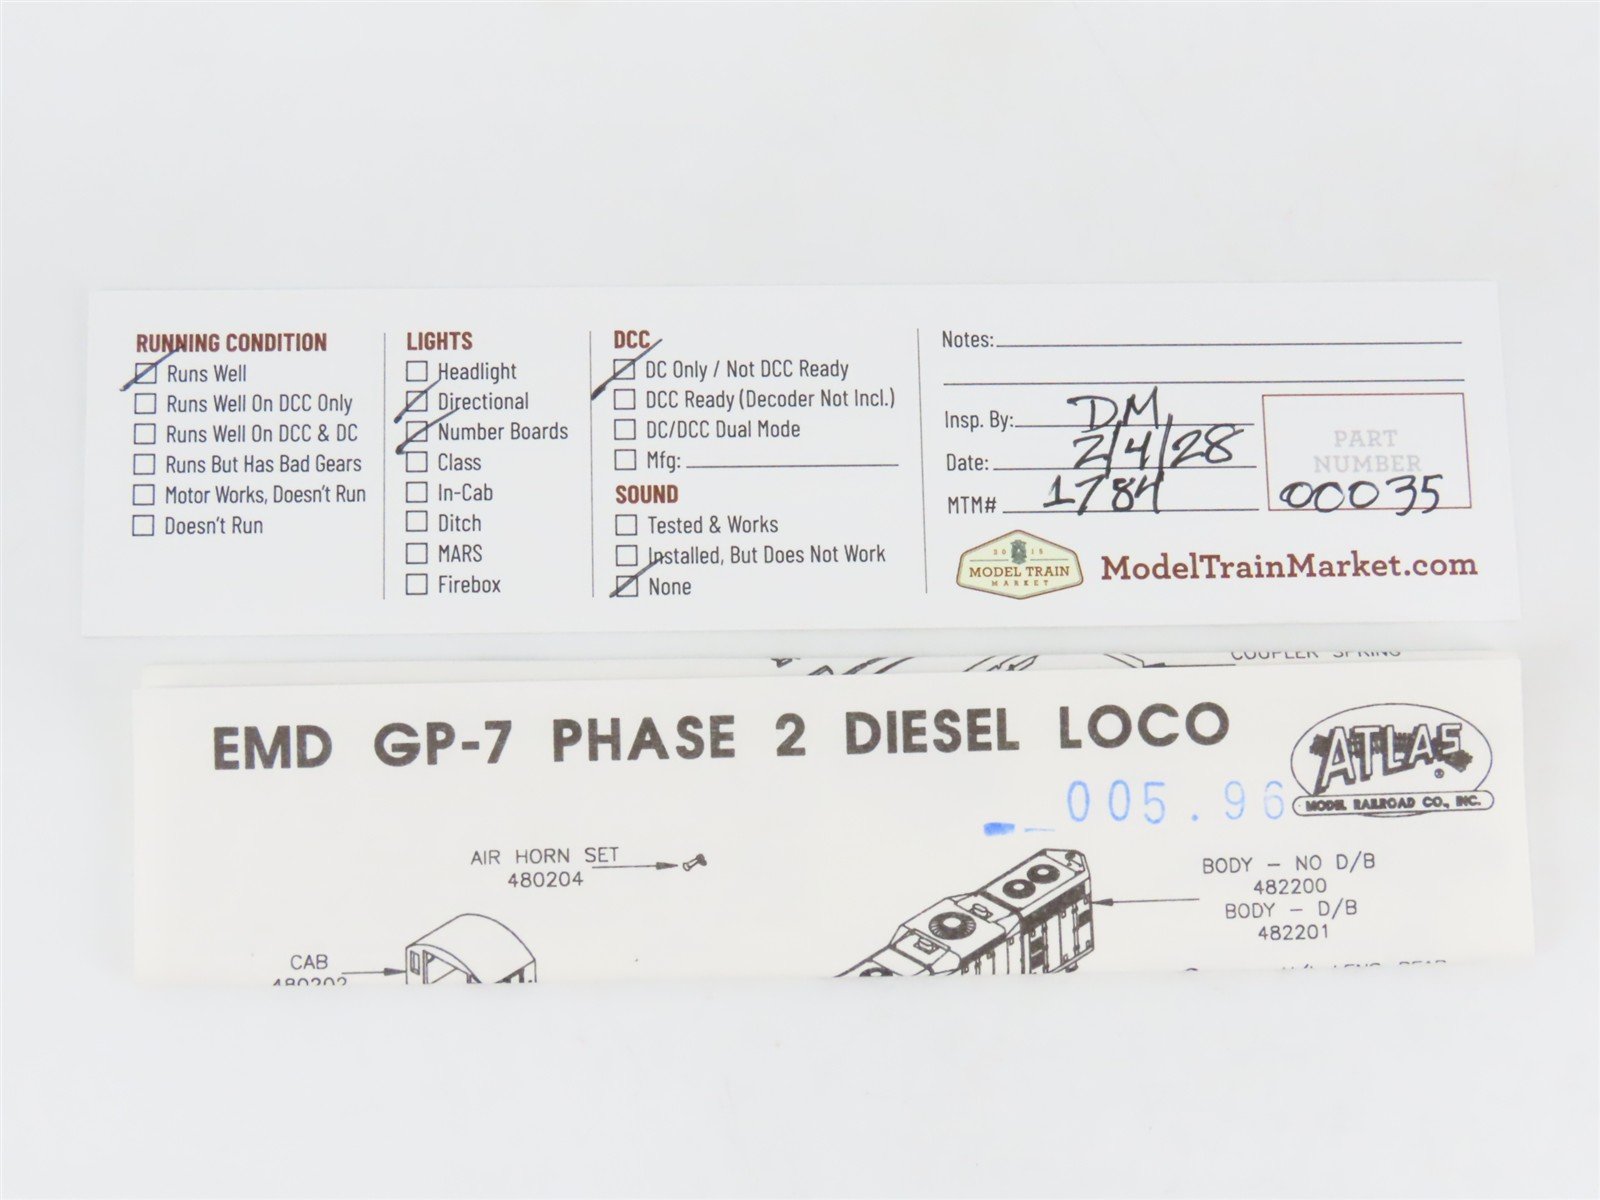 RUNNING CONDITION
Runs Well
Runs Well On DCC Only
Runs Well On DCC & DC
Runs But Has Bad Gears
Motor Works, Doesn't Run
Doesn't Run
LIGHTS
Headlight
Directional
Number Boards
Class
In-Cab
Ditch
MARS
Firebox
DCC
DC Only / Not DCC Ready
DCC Ready (Decoder Not Incl.)
DC/DCC Dual Mode
Mfg:
SOUND
Tested & Works
Installed, But Does Not Work
None
Notes:
Insp. By: DM
Date: 2/4/28
MTM# 1784
PART
NUMBER
00035
2015
MODEL TRAIN
MARKET
ModelTrainMarket.com
COUPLER SPRING
EMD GP-7 PHASE 2 DIESEL LOCO
ATLAS
MODEL RAILROAD CO., INC.
005.96
AIR HORN SET
480204
BODY - NO D/B
482200
BODY - D/B
482201
CAB
480202